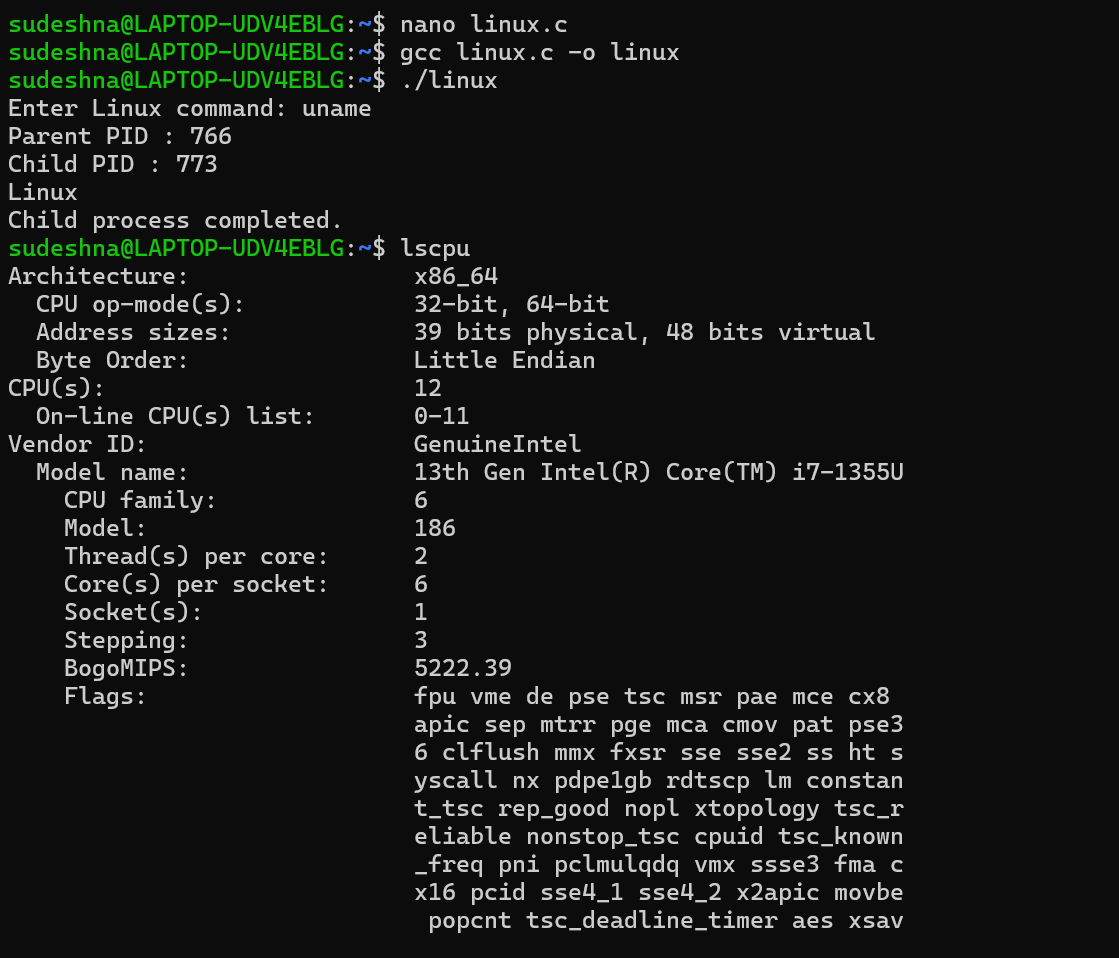 sudeshna@LAPTOP-UDV4EBLG:~$ nano linux.c
sudeshna@LAPTOP-UDV4EBLG:~$ gcc linux.c -o linux
sudeshna@LAPTOP-UDV4EBLG:~$ ./linux
Enter Linux command: uname
Parent PID : 766
Child PID : 773
Linux
Child process completed.
sudeshna@LAPTOP-UDV4EBLG:~$ lscpu
Architecture:                x86_64
  CPU op-mode(s):            32-bit, 64-bit
  Address sizes:             39 bits physical, 48 bits virtual
  Byte Order:                Little Endian
CPU(s):                      12
  On-line CPU(s) list:       0-11
Vendor ID:                   GenuineIntel
  Model name:                13th Gen Intel(R) Core(TM) i7-1355U
    CPU family:              6
    Model:                   186
    Thread(s) per core:      2
    Core(s) per socket:      6
    Socket(s):               1
    Stepping:                3
    BogoMIPS:                5222.39
    Flags:                   fpu vme de pse tsc msr pae mce cx8
                             apic sep mtrr pge mca cmov pat pse3
                             6 clflush mmx fxsr sse sse2 ss ht s
                             yscall nx pdpe1gb rdtscp lm constan
                             t_tsc rep_good nopl xtopology tsc_r
                             eliable nonstop_tsc cpuid tsc_known
                             _freq pni pclmulqdq vmx ssse3 fma c
                             x16 pcid sse4_1 sse4_2 x2apic movbe
                              popcnt tsc_deadline_timer aes xsav